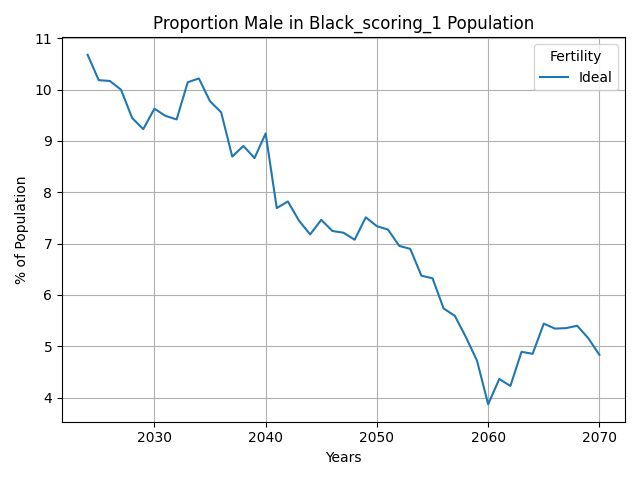 Proportion Male in Black_scoring_1 Population
Fertility
Ideal
% of Population
11
10
9
8
7
6
5
4
2030 2040 2050 2060 2070
Years